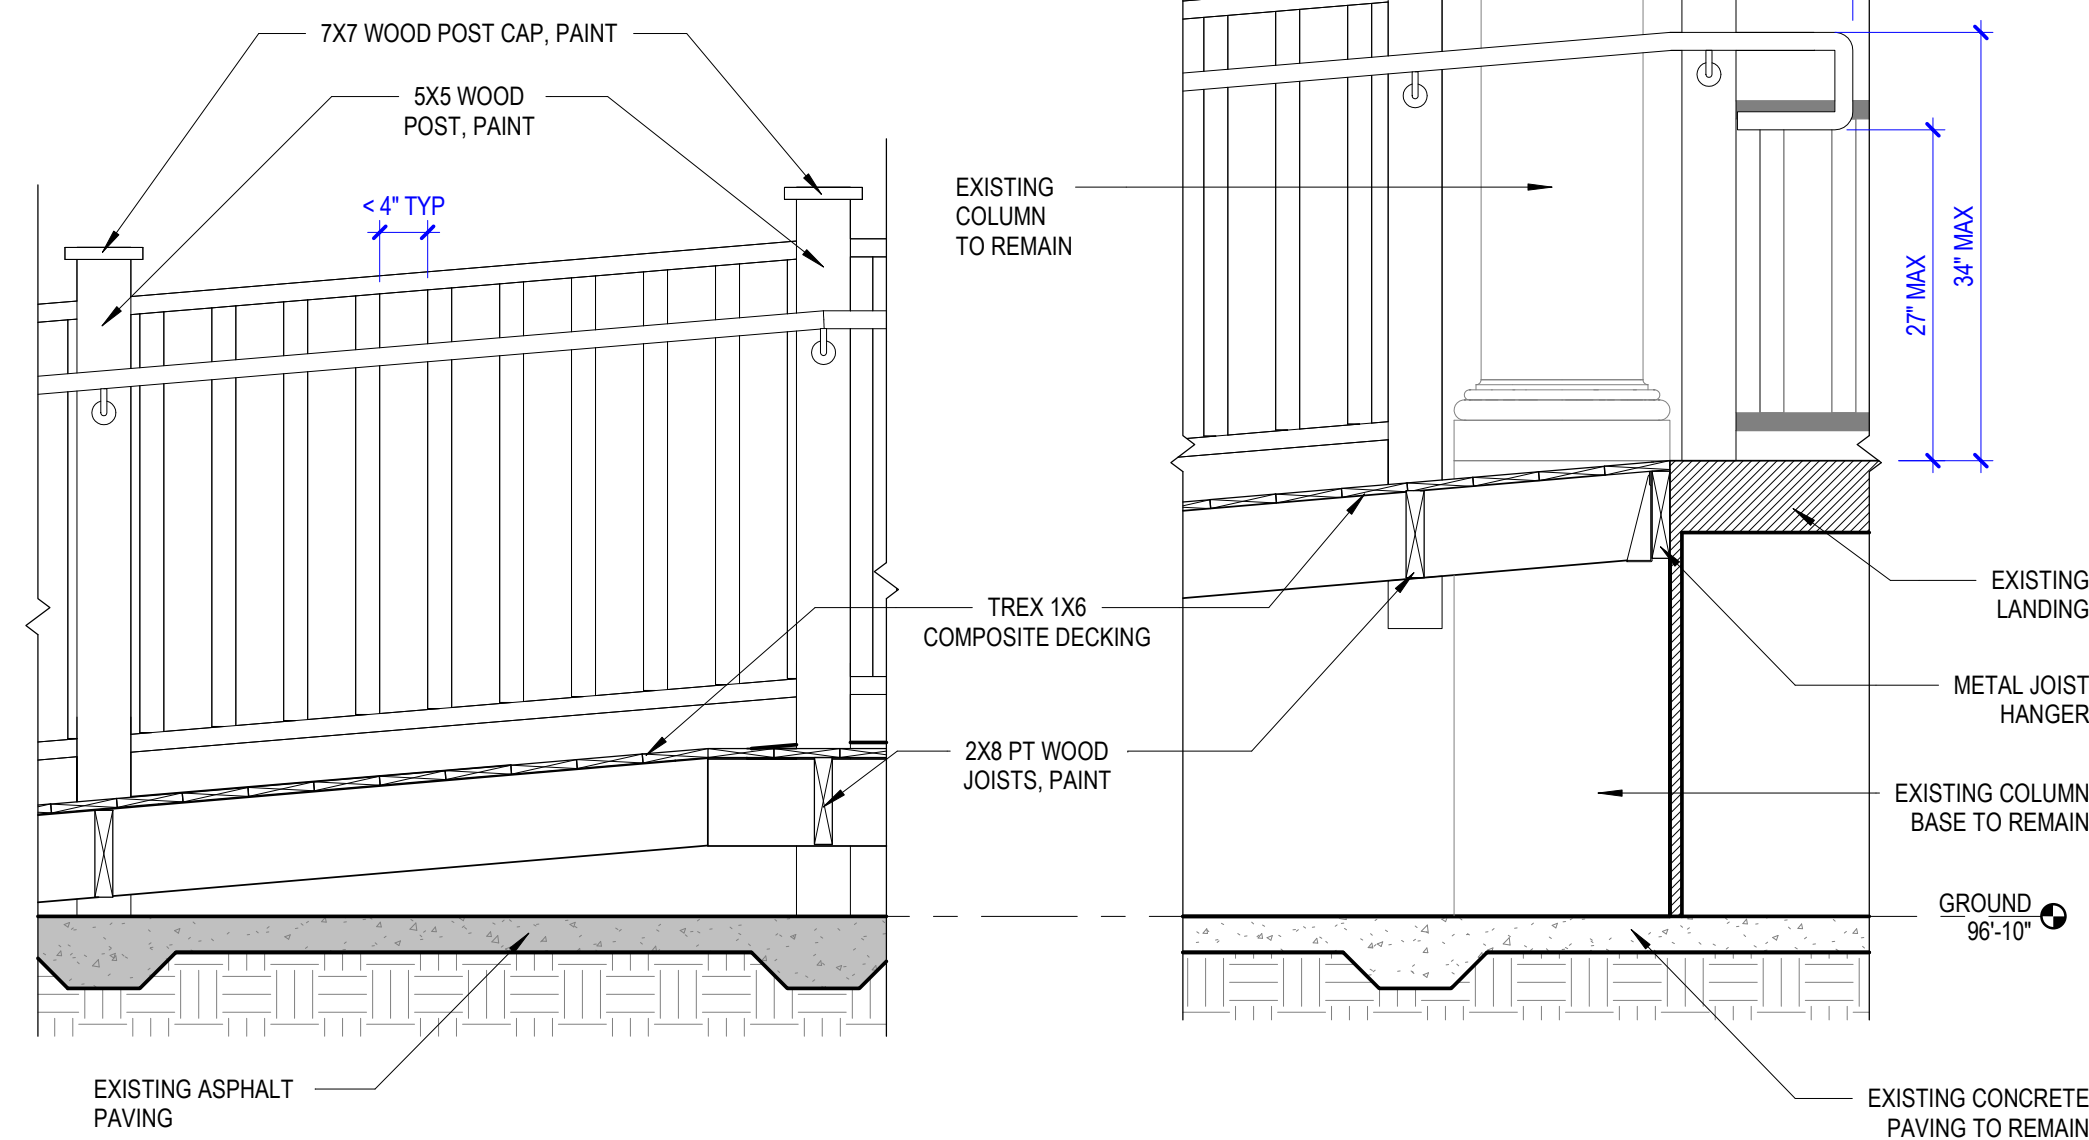 7X7 WOOD POST CAP, PAINT
5X5 WOOD
POST, PAINT
< 4" TYP
EXISTING
COLUMN
TO REMAIN
27" MAX
34" MAX
TREX 1X6
COMPOSITE DECKING
EXISTING
LANDING
METAL JOIST
HANGER
2X8 PT WOOD
JOISTS, PAINT
EXISTING COLUMN
BASE TO REMAIN
GROUND
96'-10"
EXISTING ASPHALT
PAVING
EXISTING CONCRETE
PAVING TO REMAIN